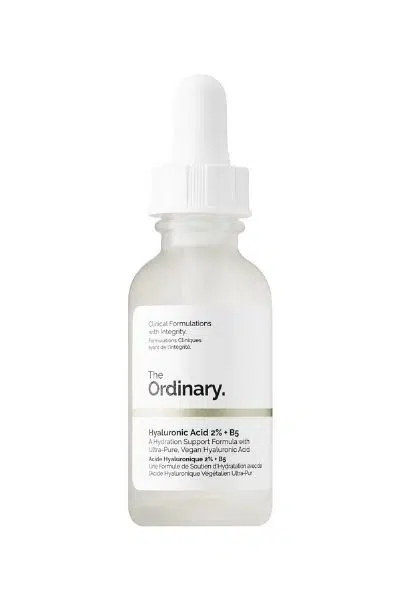 Clinical Formulations
with Integrity.
Formulations Cliniques
ayant de l'Intégrité.
The
Ordinary.
Hyaluronic Acid 2% + B5
A Hydration Support Formula with
Ultra-Pure, Vegan Hyaluronic Acid
Acide Hyaluronique 2% + B5
Une Formule de Soutien d'Hydratation avec de
l'Acide Hyaluronique Végétalien Ultra-Pur